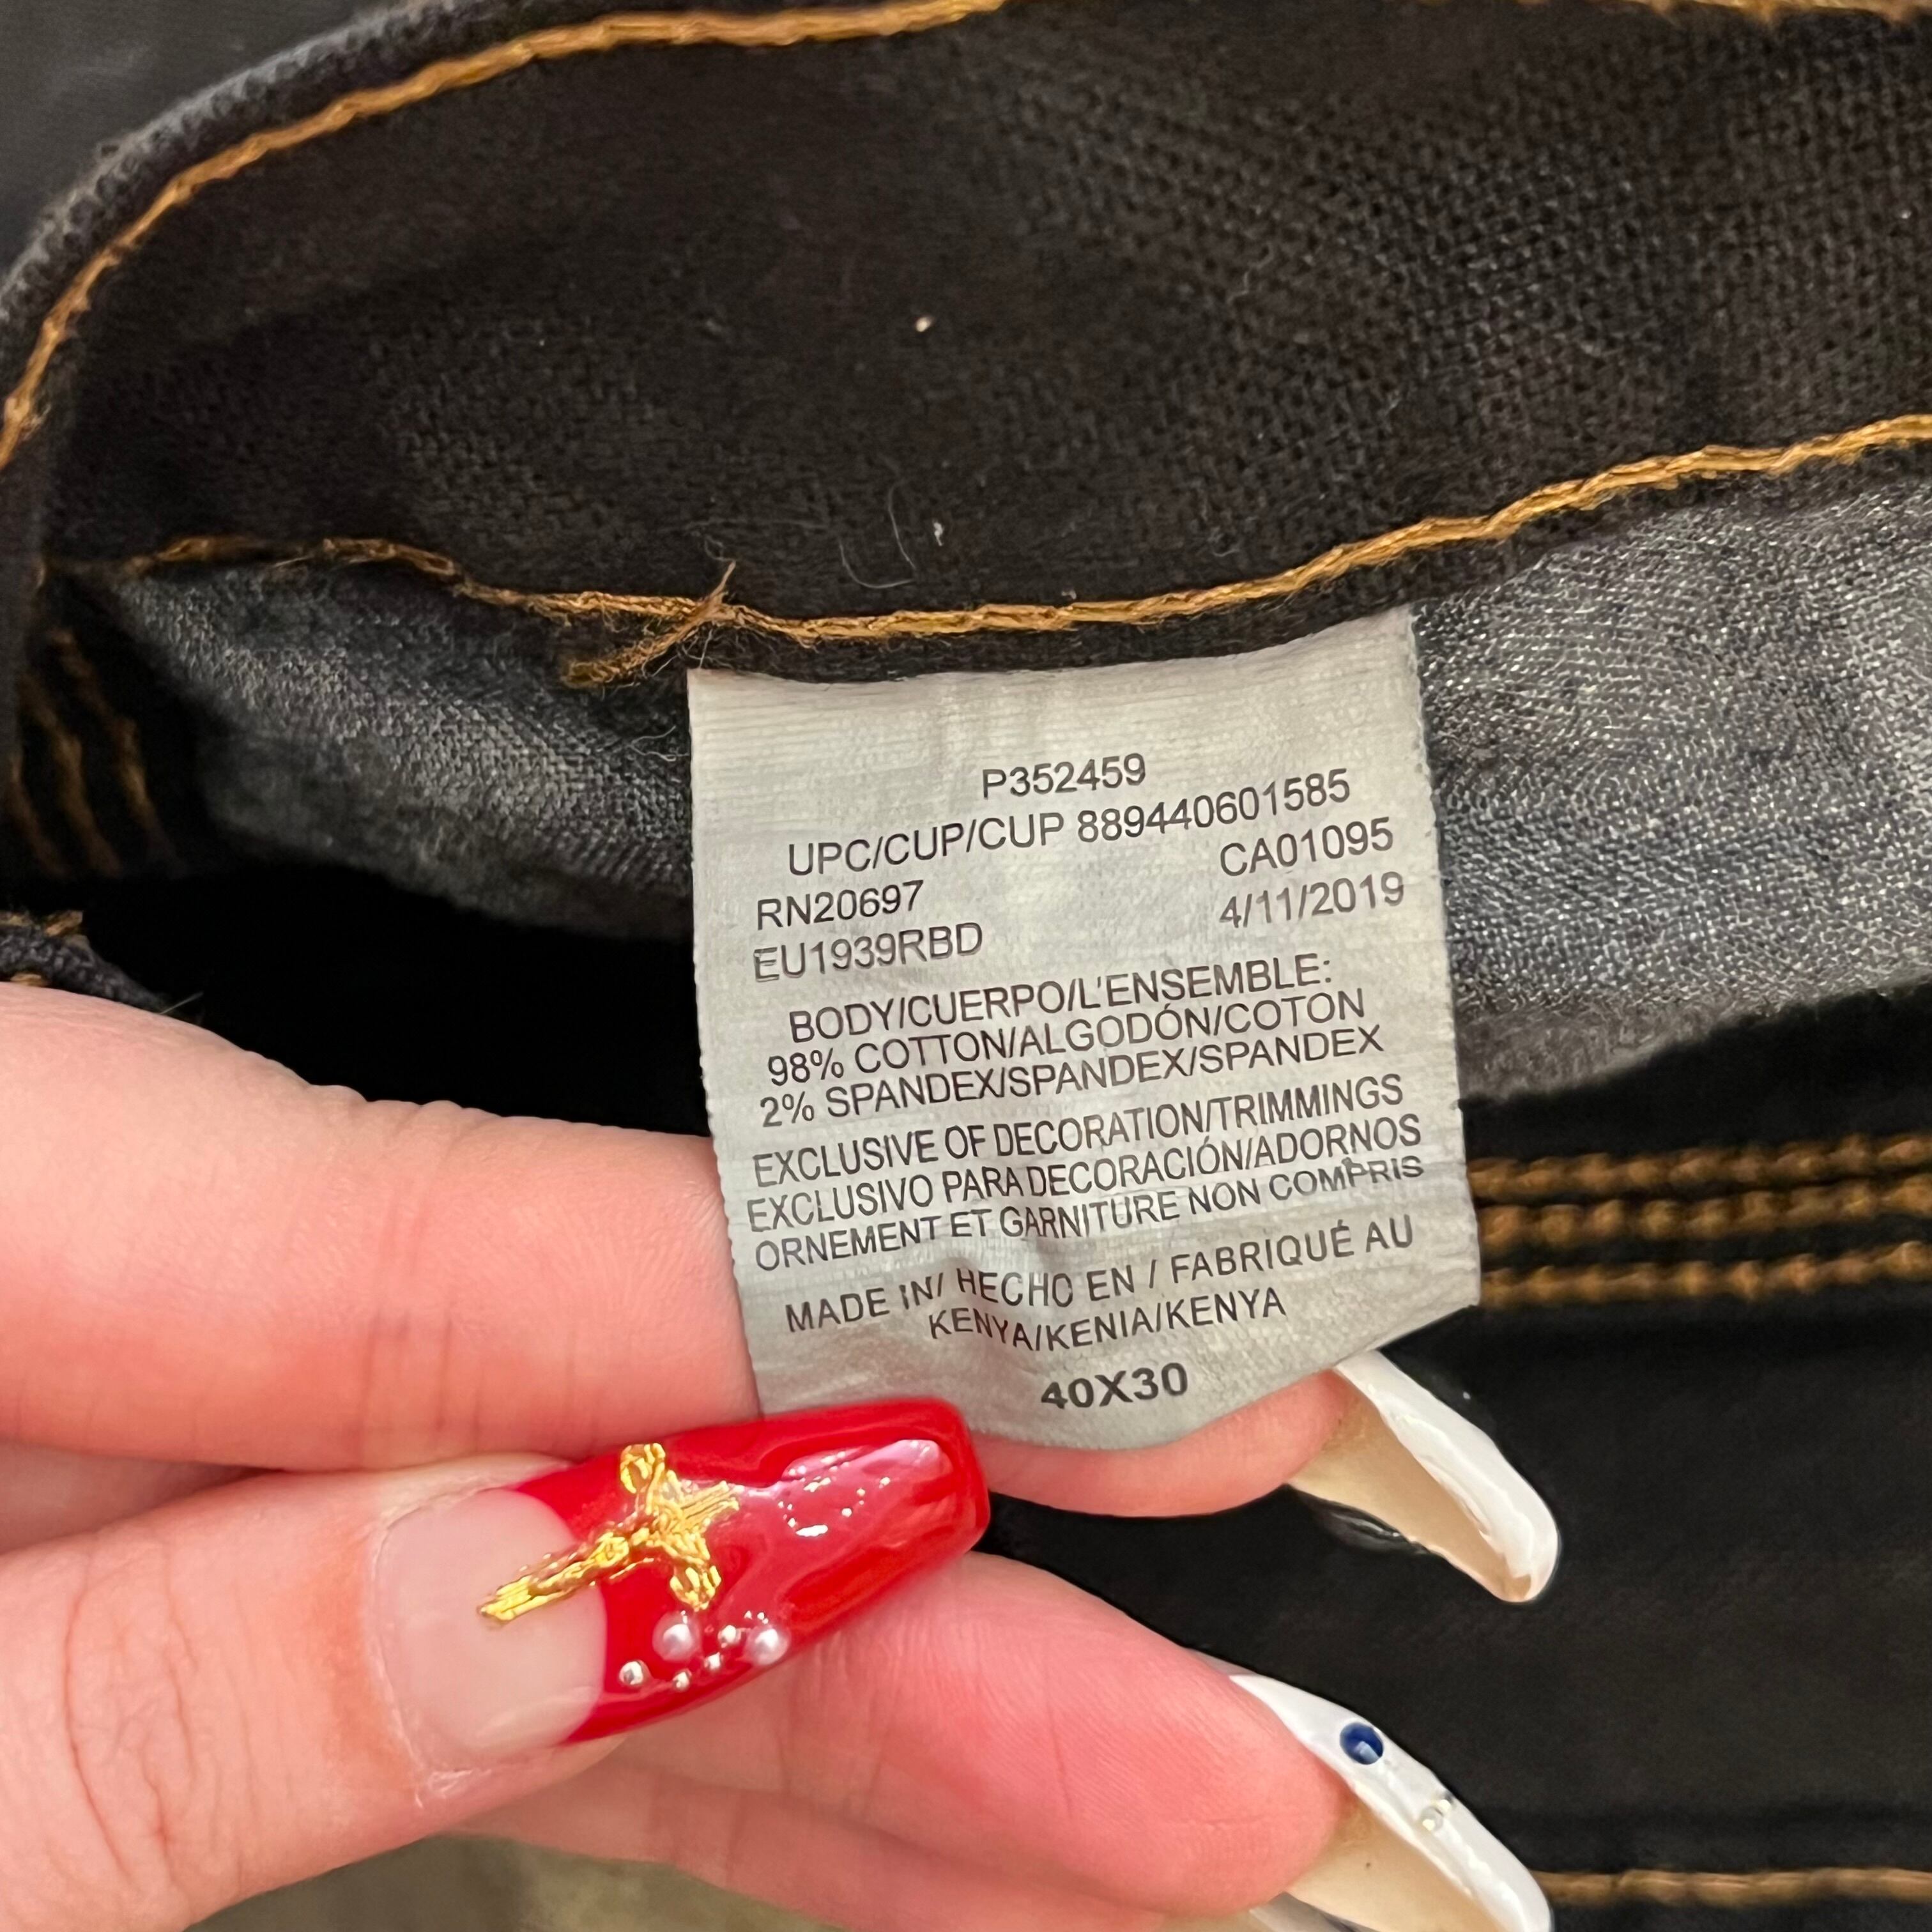 P352459
UPC/CUP/CUP 889440601585
RN20697 CA01095
EU1939RBD 4/11/2019
BODY/CUERPO/L'ENSEMBLE:
98% COTTON/ALGODÓN/COTON
2% SPANDEX/SPANDEX/SPANDEX
EXCLUSIVE OF DECORATION/TRIMMINGS
EXCLUSIVO PARA DECORACIÓN/ADORNOS
ORNEMENT ET GARNITURE NON COMPRIS
MADE IN/ HECHO EN / FABRIQUÉ AU
KENYA/KENIA/KENYA
40X30